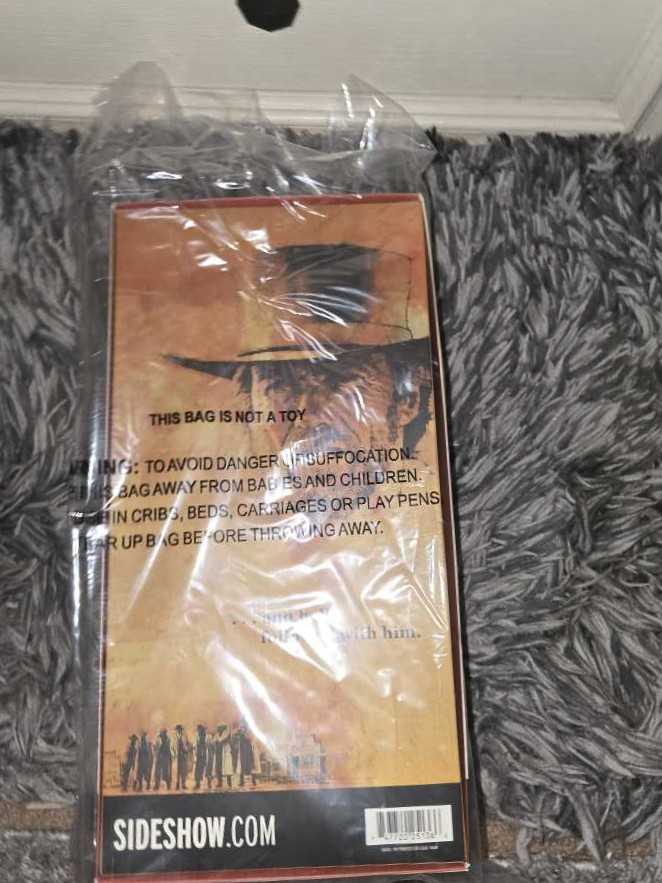 THIS BAG IS NOT A TOY
TO AVOID DANGER OF SUFFOCATION.
BAG AWAY FROM BABIES AND CHILDREN.
IN CRIBS, BEDS, CARRIAGES OR PLAY PENS
UP BAG BEFORE THROWING AWAY.
with him.
SIDESHOW.COM